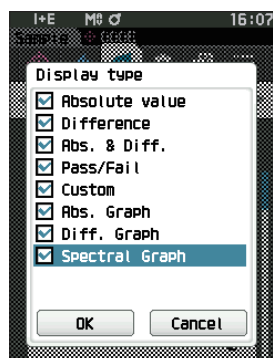 I+E M0 ♂ 16:07
Sample
Display type
Absolute value
Difference
Abs. & Diff.
Pass/Fail
Custom
Abs. Graph
Diff. Graph
Spectral Graph
OK Cancel